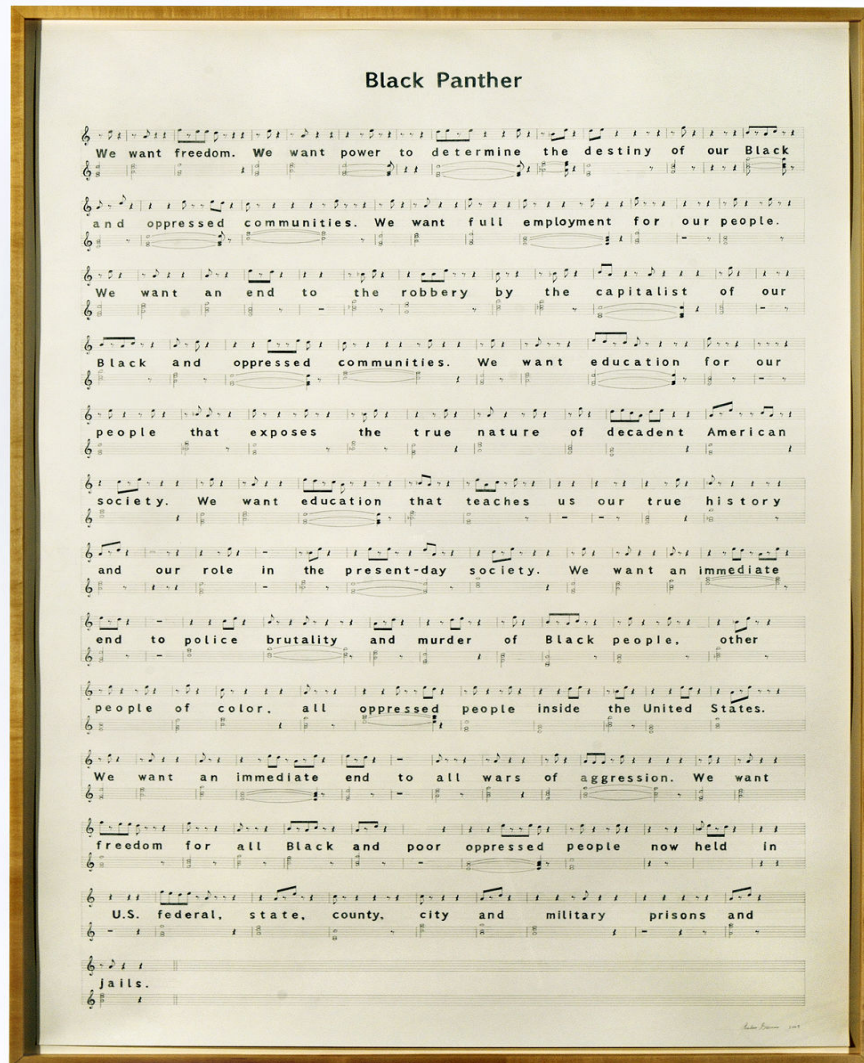 Black Panther
We want freedom. We want power to determine the destiny of our Black
and oppressed communities. We want full employment for our people.
We want an end to the robbery by the capitalist of our
Black and oppressed communities. We want education for our
people that exposes the true nature of decadent American
society. We want education that teaches us our true history
and our role in the present-day society. We want an immediate
end to police brutality and murder of Black people, other
people of color, all oppressed people inside the United States.
We want an immediate end to all wars of aggression. We want
freedom for all Black and poor oppressed people now held in
U.S. federal, state, county, city and military prisons and
jails.